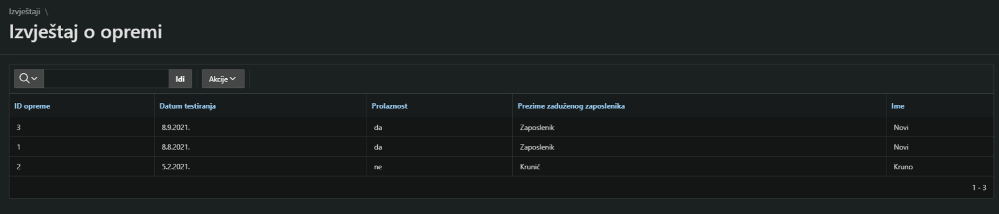 Izvještaji \
Izvještaj o opremi
Idi Akcije
ID opreme Datum testiranja Prolaznost Prezime zaduženog zaposlenika Ime
3 8.9.2021. da Zaposlenik Novi
1 8.8.2021. da Zaposlenik Novi
2 5.2.2021. ne Krunić Kruno
1 - 3